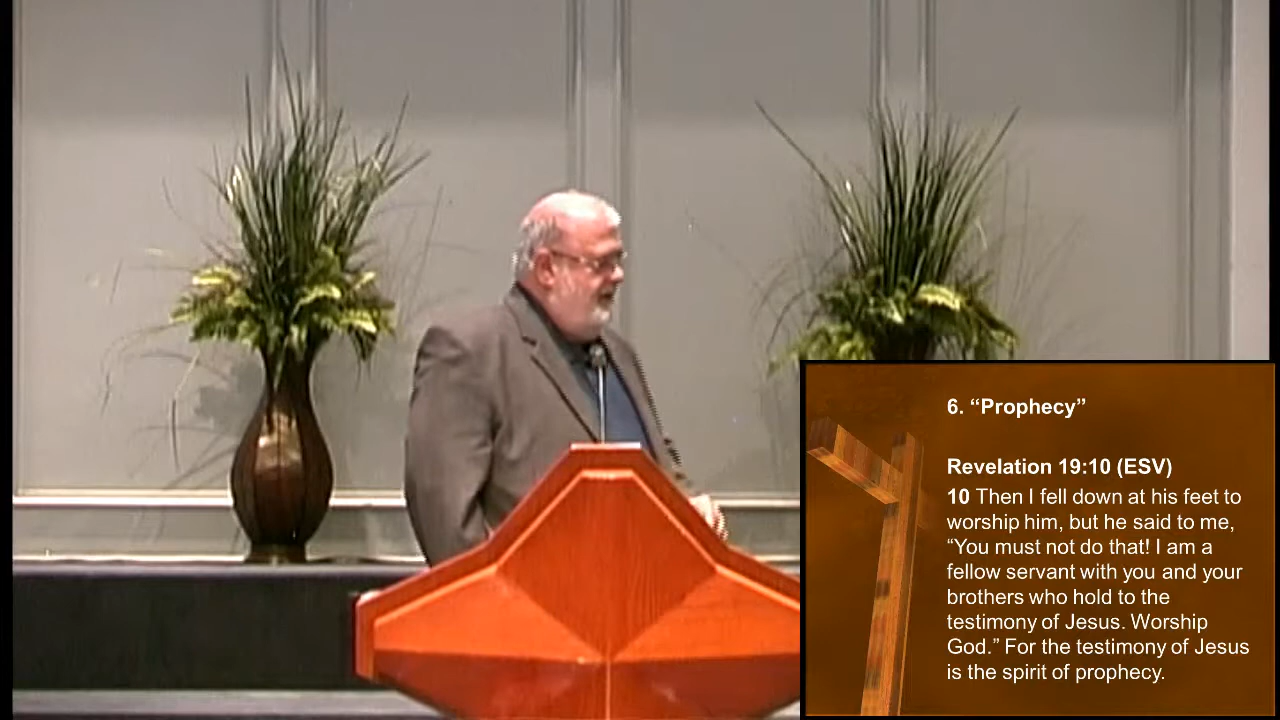 6. “Prophecy”
Revelation 19:10 (ESV)
10 Then I fell down at his feet to
worship him, but he said to me,
“You must not do that! I am a
fellow servant with you and your
brothers who hold to the
testimony of Jesus. Worship
God.” For the testimony of Jesus
is the spirit of prophecy.